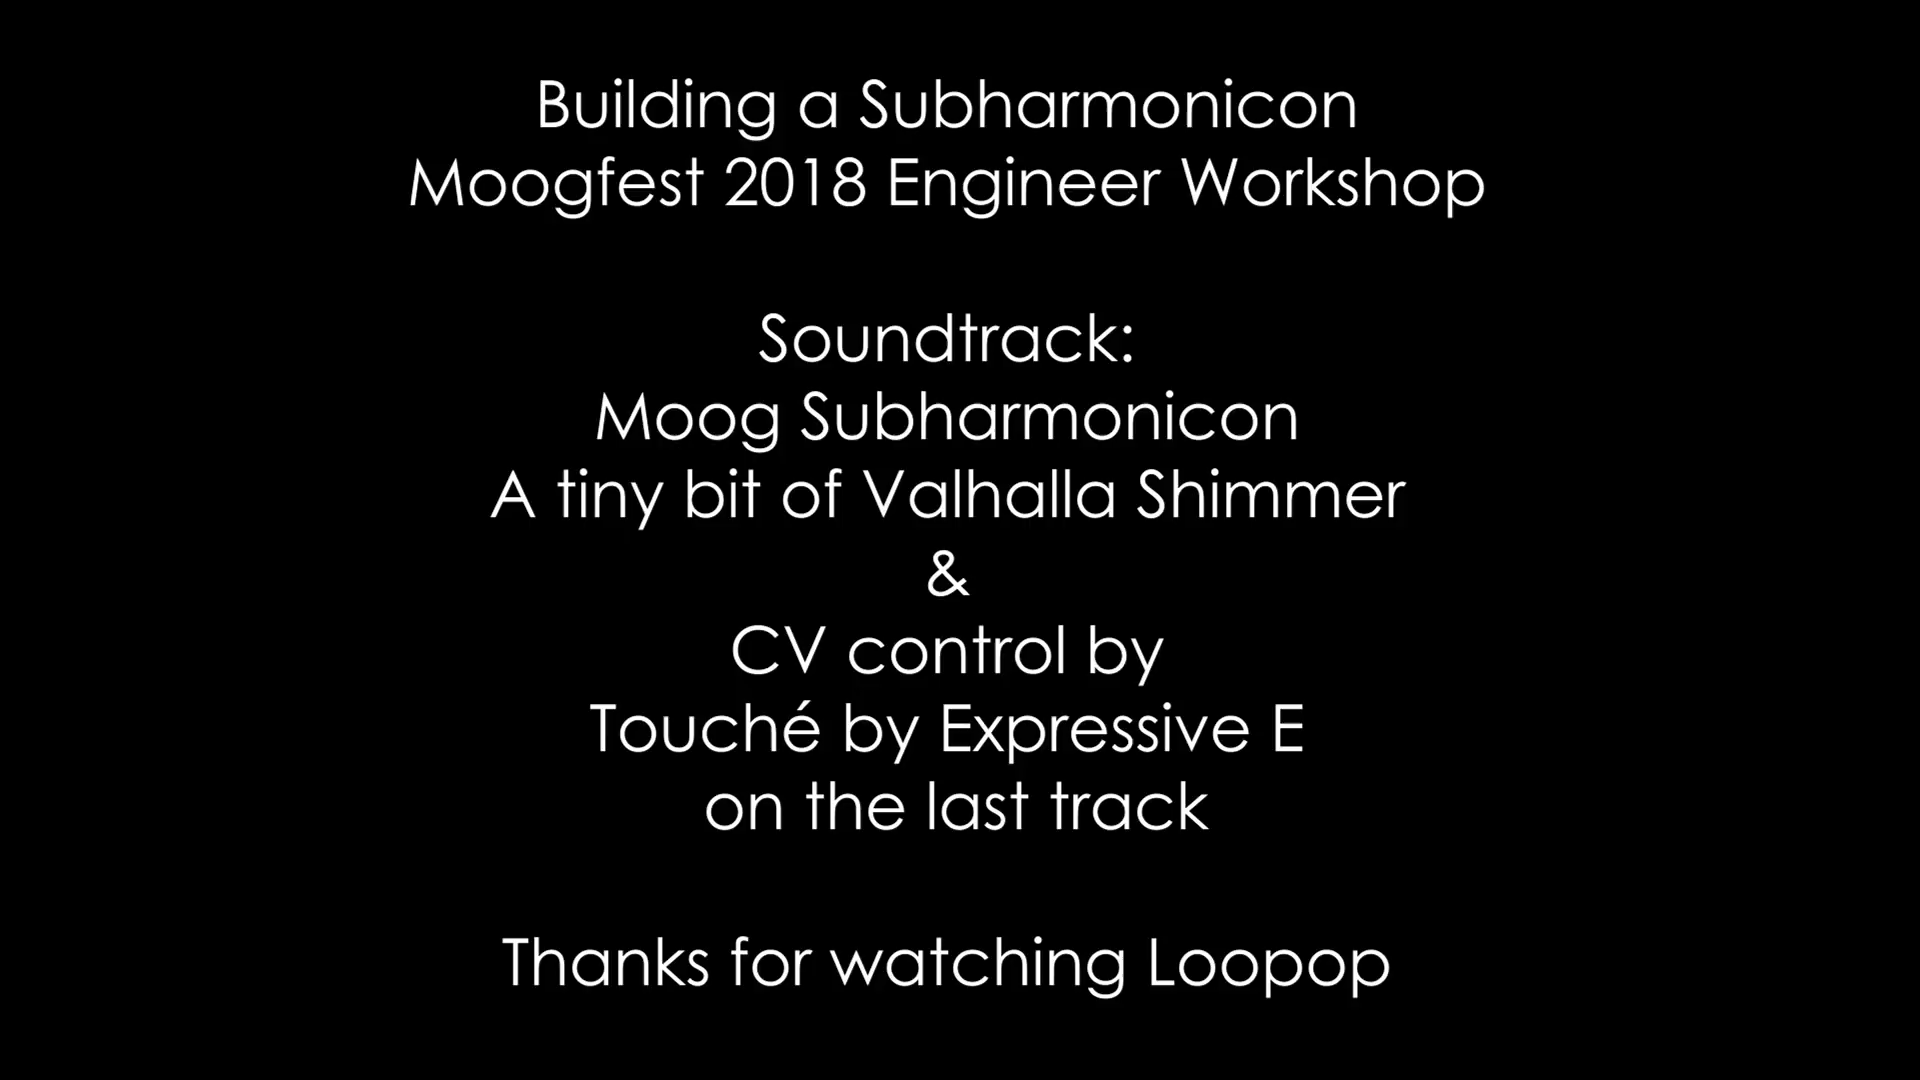 Building a Subharmonicon
Moogfest 2018 Engineer Workshop
Soundtrack:
Moog Subharmonicon
A tiny bit of Valhalla Shimmer
&
CV control by
Touché by Expressive E
on the last track
Thanks for watching Loopop